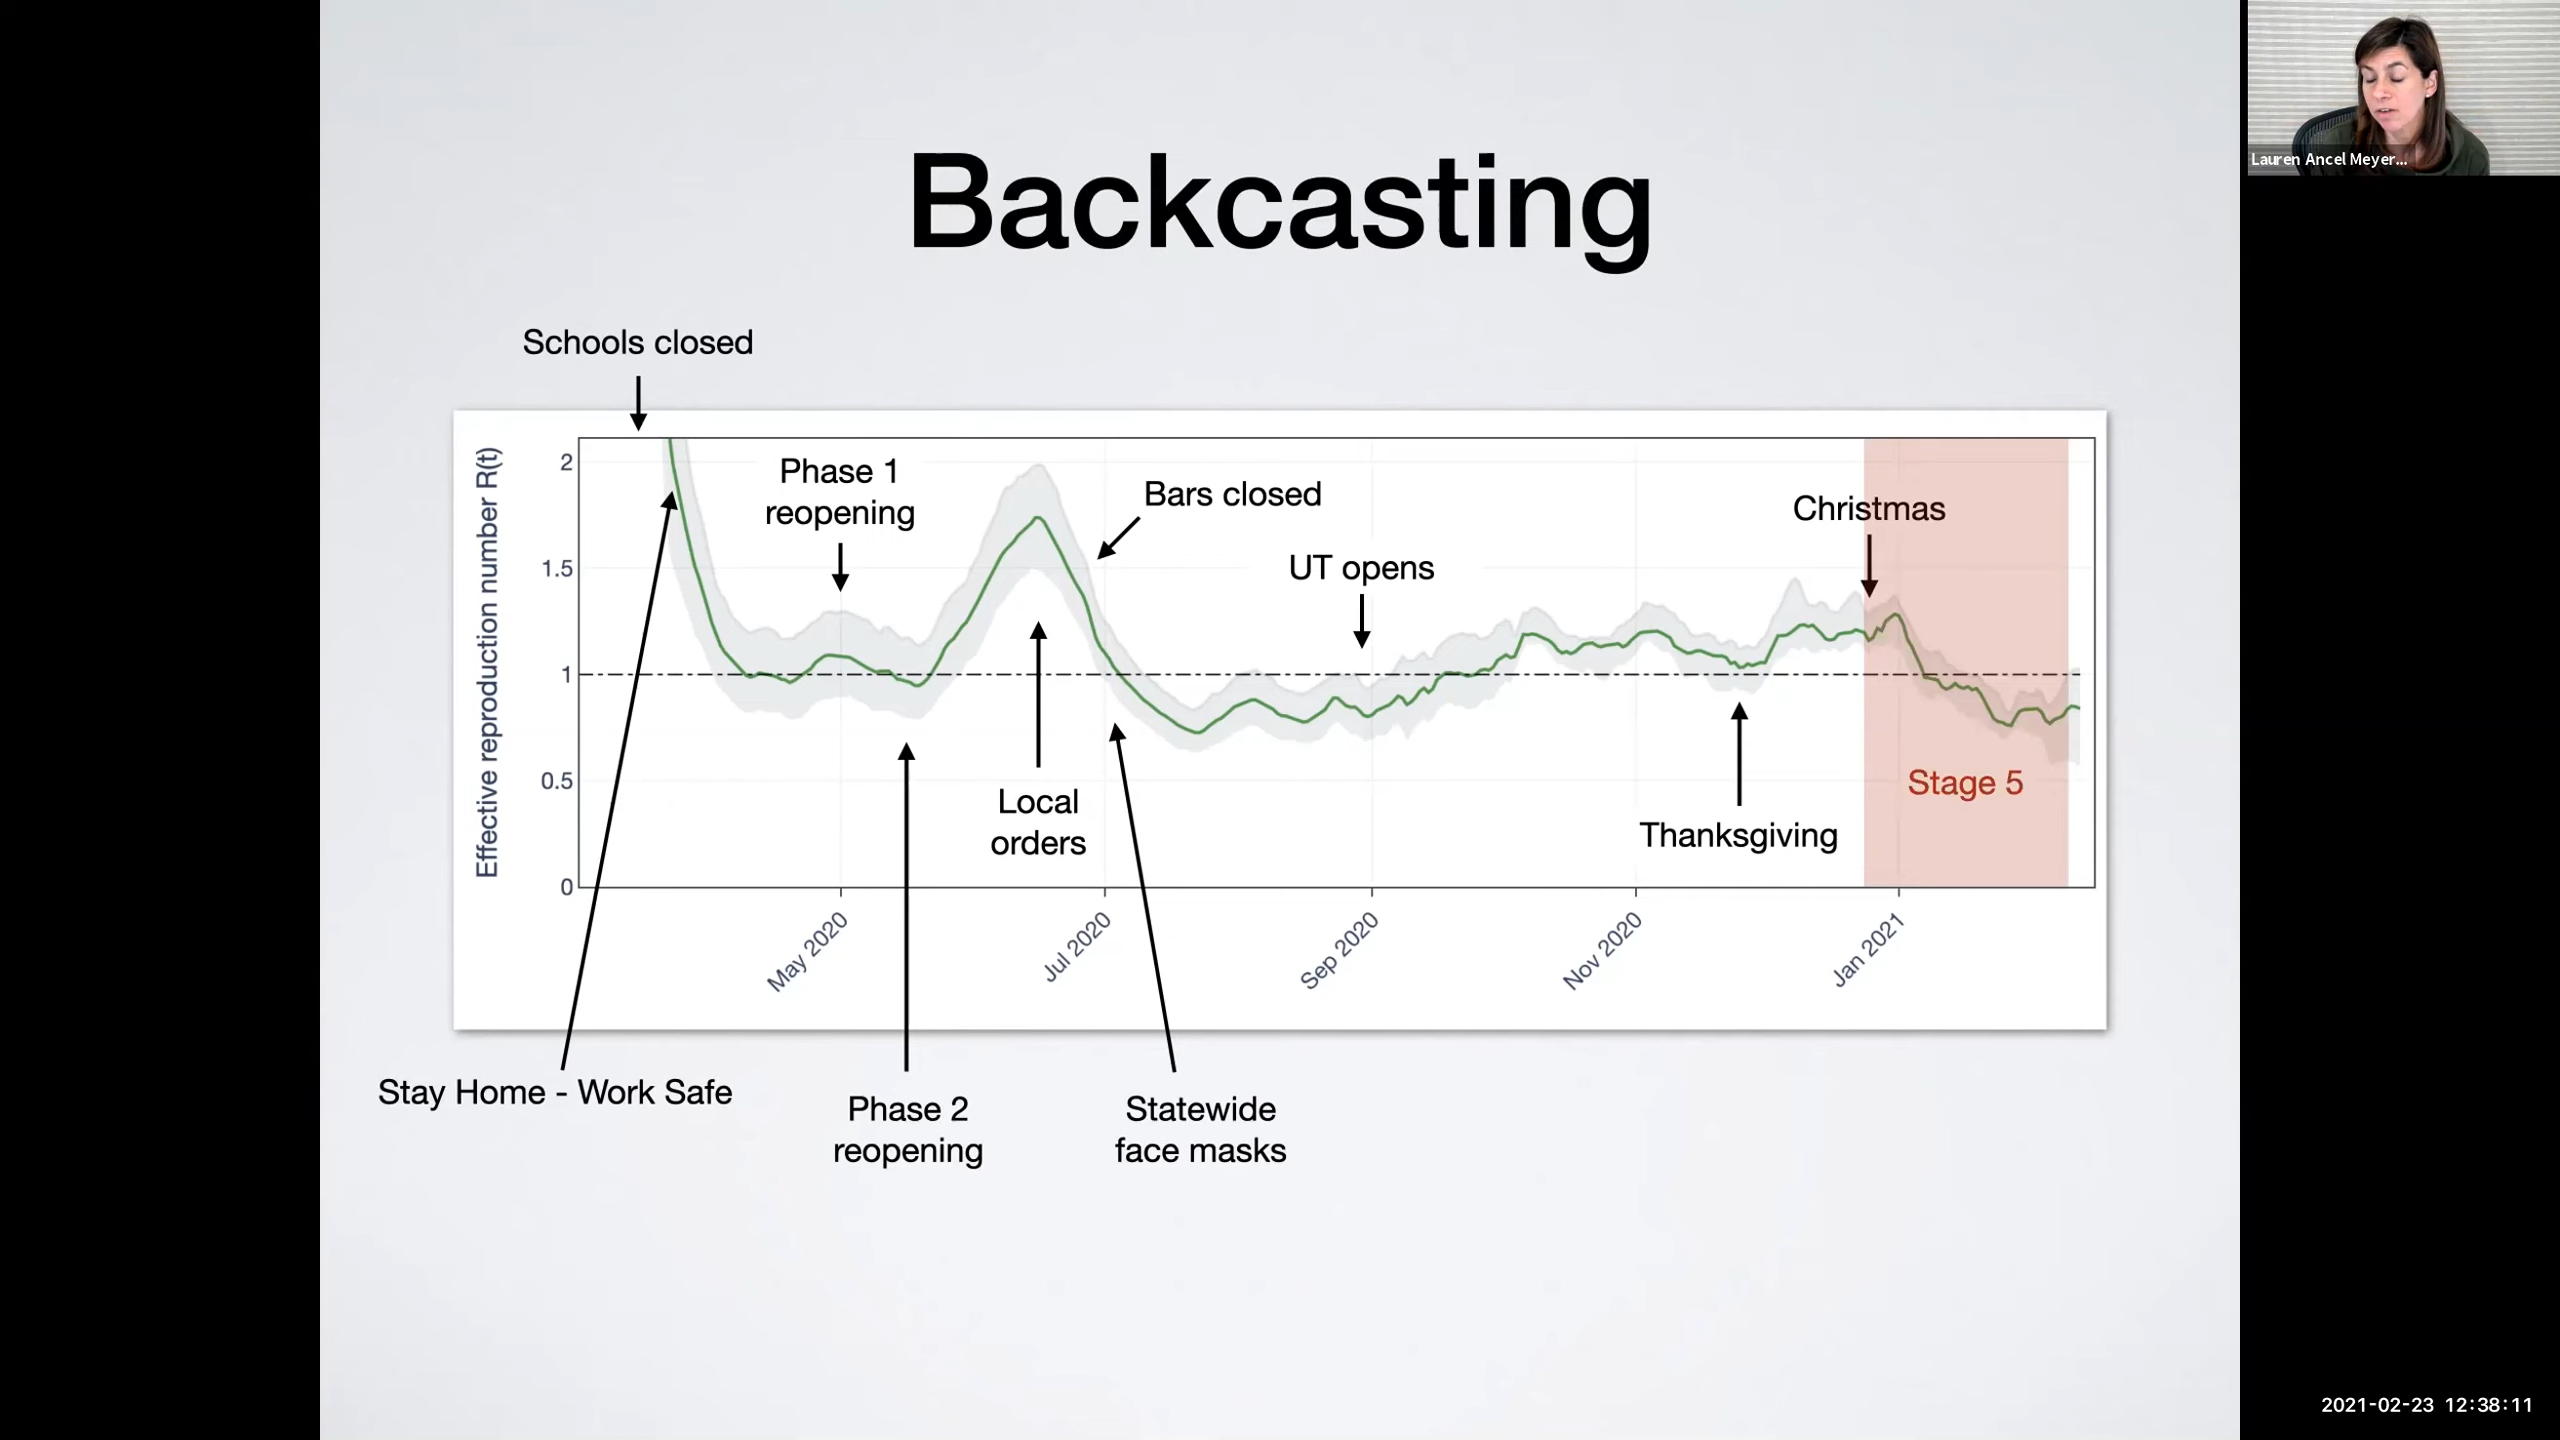 Backcasting
Lauren Ancel Meyer...
Schools closed
Effective reproduction number R(t)
2
1.5
1
0.5
0
Phase 1
reopening
Bars closed
UT opens
Christmas
Local
orders
Thanksgiving
Stage 5
May 2020
Jul 2020
Sep 2020
Nov 2020
Jan 2021
Stay Home - Work Safe
Phase 2
reopening
Statewide
face masks
2021-02-23 12:38:11